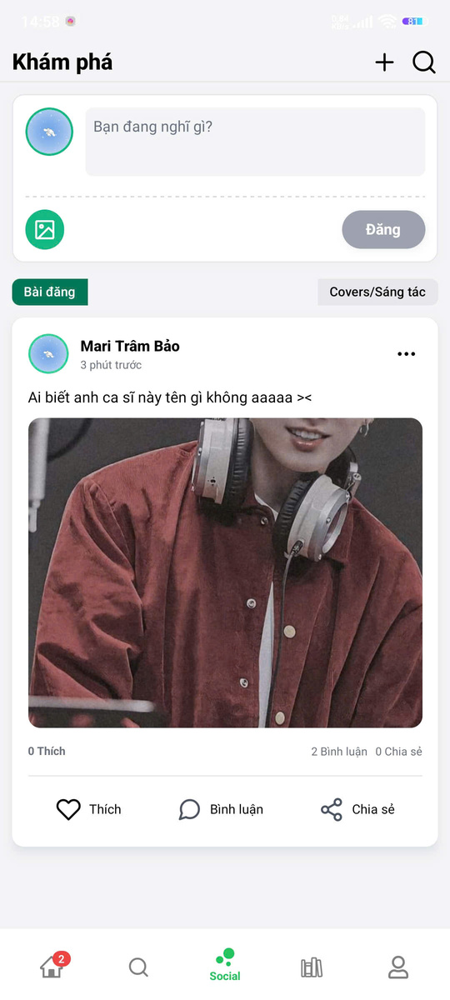 14:58
81
Khám phá
Bạn đang nghĩ gì?
Đăng
Bài đăng
Covers/Sáng tác
Mari Trâm Bảo
3 phút trước
Ai biết anh ca sĩ này tên gì không aaaaa ><
0 Thích
2 Bình luận 0 Chia sẻ
Thích
Bình luận
Chia sẻ
2
Social